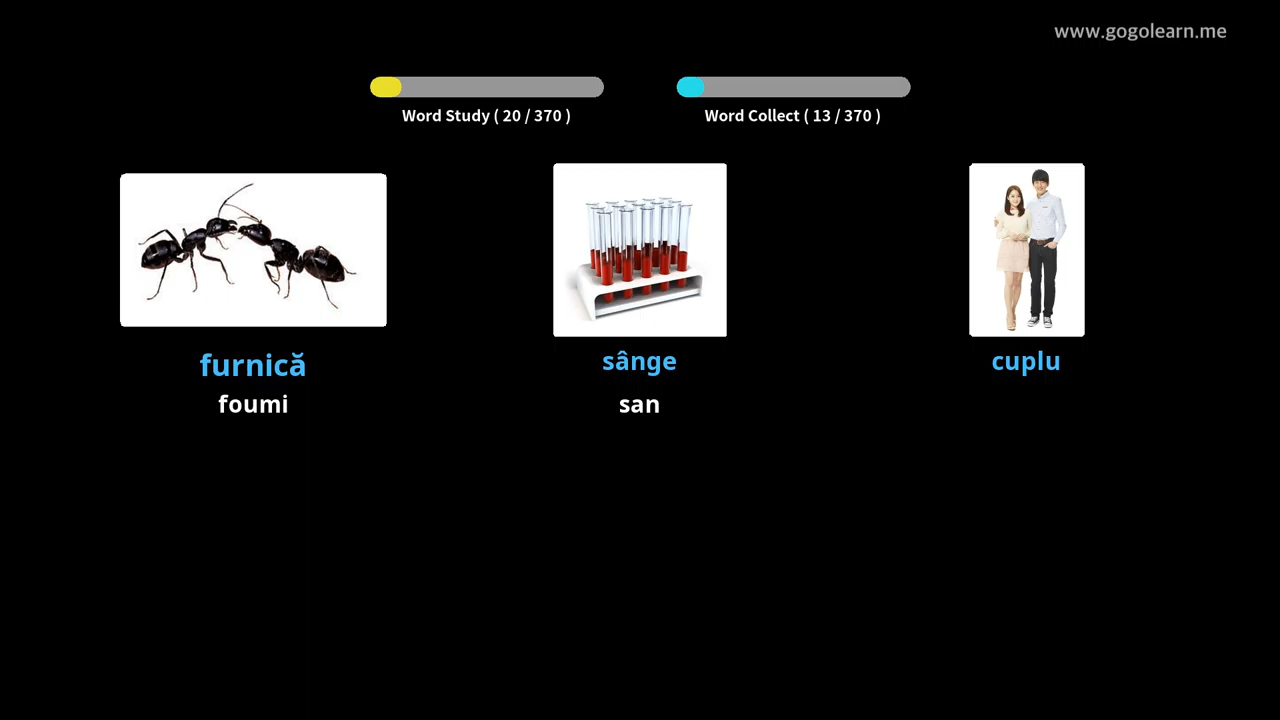 www.gogolearn.me
Word Study ( 20 / 370 )
Word Collect ( 13 / 370 )
furnică
foumi
sânge
san
cuplu